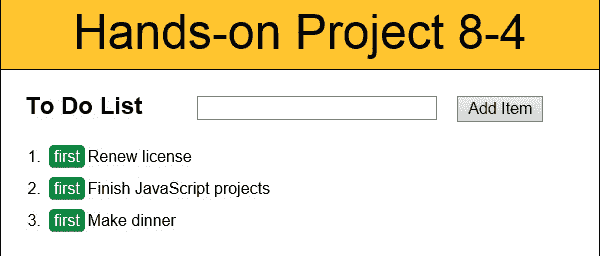 Hands-on Project 8-4
To Do List Add Item
1. first Renew license
2. first Finish JavaScript projects
3. first Make dinner